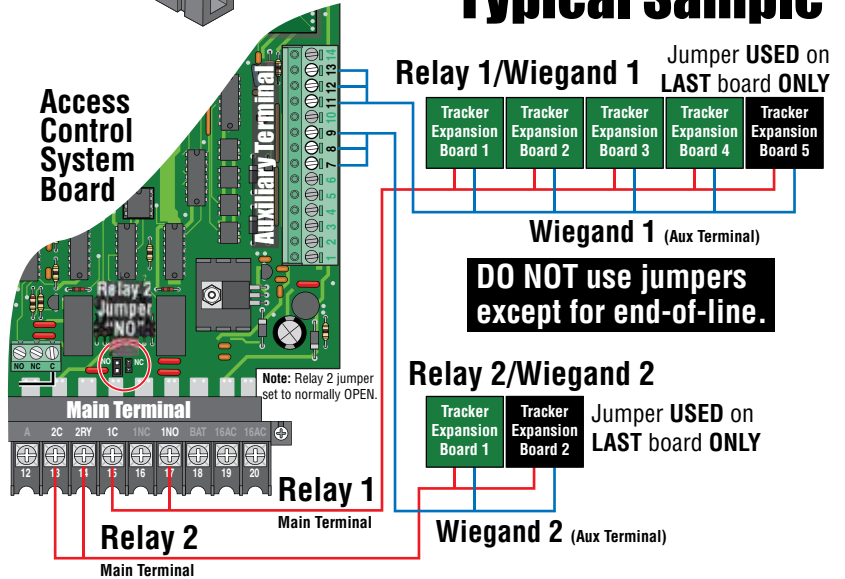 Typical Sample
Access
Control
System
Board
Auxiliary Terminal
14
13
12
11
10
9
8
7
6
5
4
3
2
1
Relay 1/Wiegand 1
Jumper USED on
LAST board ONLY
Tracker
Expansion
Board 1
Tracker
Expansion
Board 2
Tracker
Expansion
Board 3
Tracker
Expansion
Board 4
Tracker
Expansion
Board 5
Wiegand 1 (Aux Terminal)
DO NOT use jumpers
except for end-of-line.
Relay 2
Jumper
"NO"
NO NC
NO NC C
Note: Relay 2 jumper
set to normally OPEN.
Main Terminal
A 2C 2RY 1C 1NC 1NO BAT 16AC 16AC
12 13 14 15 16 17 18 19 20
Relay 2/Wiegand 2
Tracker
Expansion
Board 1
Tracker
Expansion
Board 2
Jumper USED on
LAST board ONLY
Relay 1
Main Terminal
Wiegand 2 (Aux Terminal)
Relay 2
Main Terminal